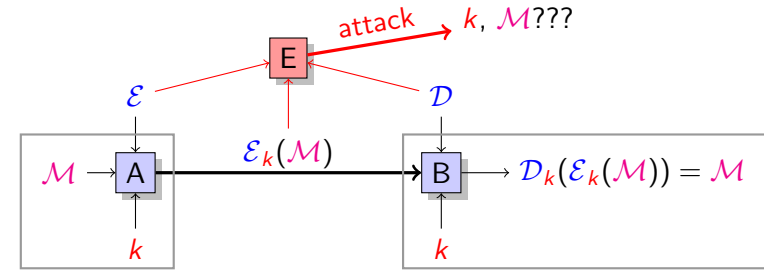 attack
k, ℳ???
E
ℰ
𝒟
ℰₖ(ℳ)
ℳ
A
B
𝒟ₖ(ℰₖ(ℳ)) = ℳ
k
k